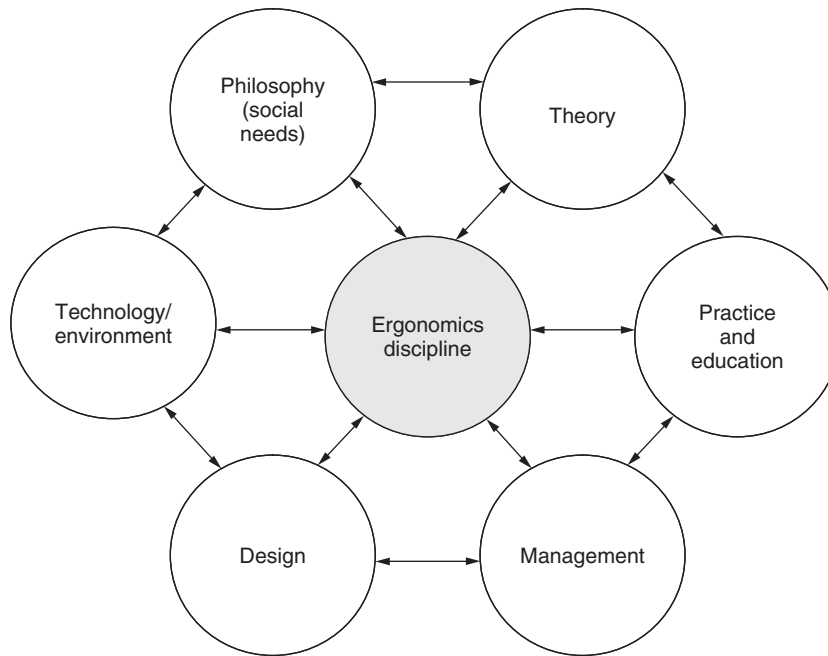 Philosophy
(social
needs)
Theory
Technology/
environment
Ergonomics
discipline
Practice
and
education
Design
Management